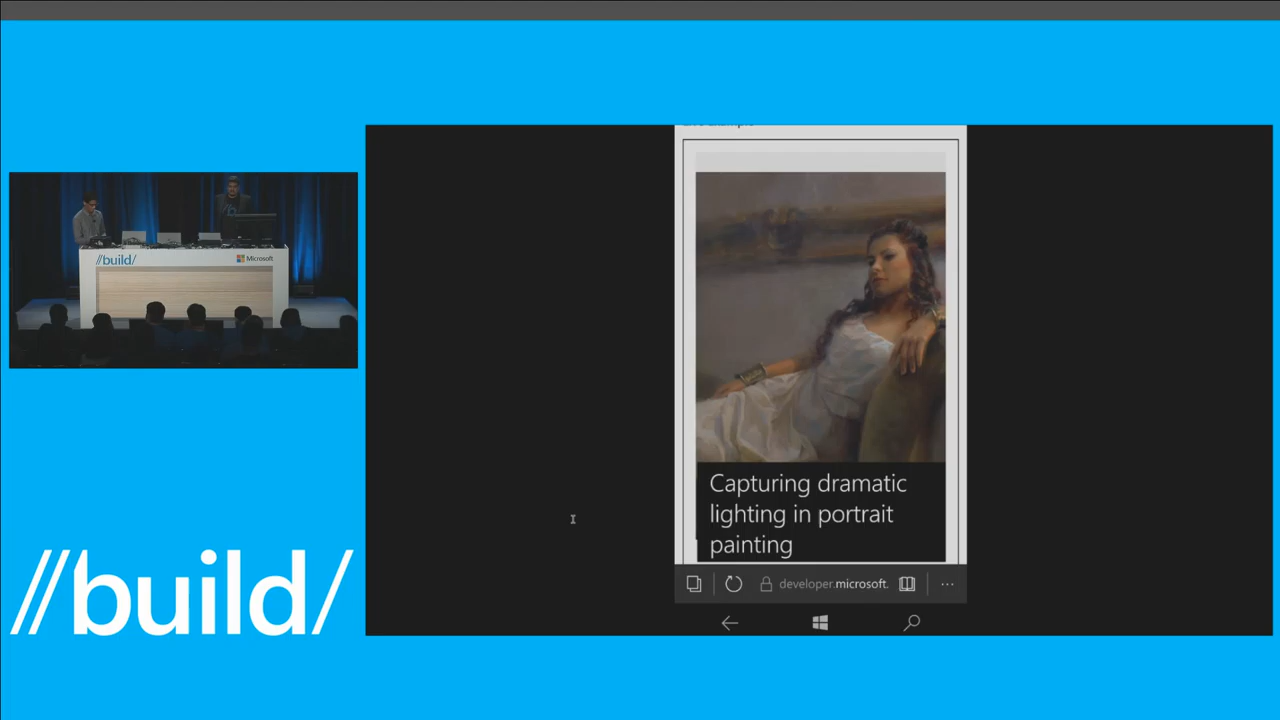 //build/
Microsoft
Capturing dramatic
lighting in portrait
painting
developer.microsoft.
//build/